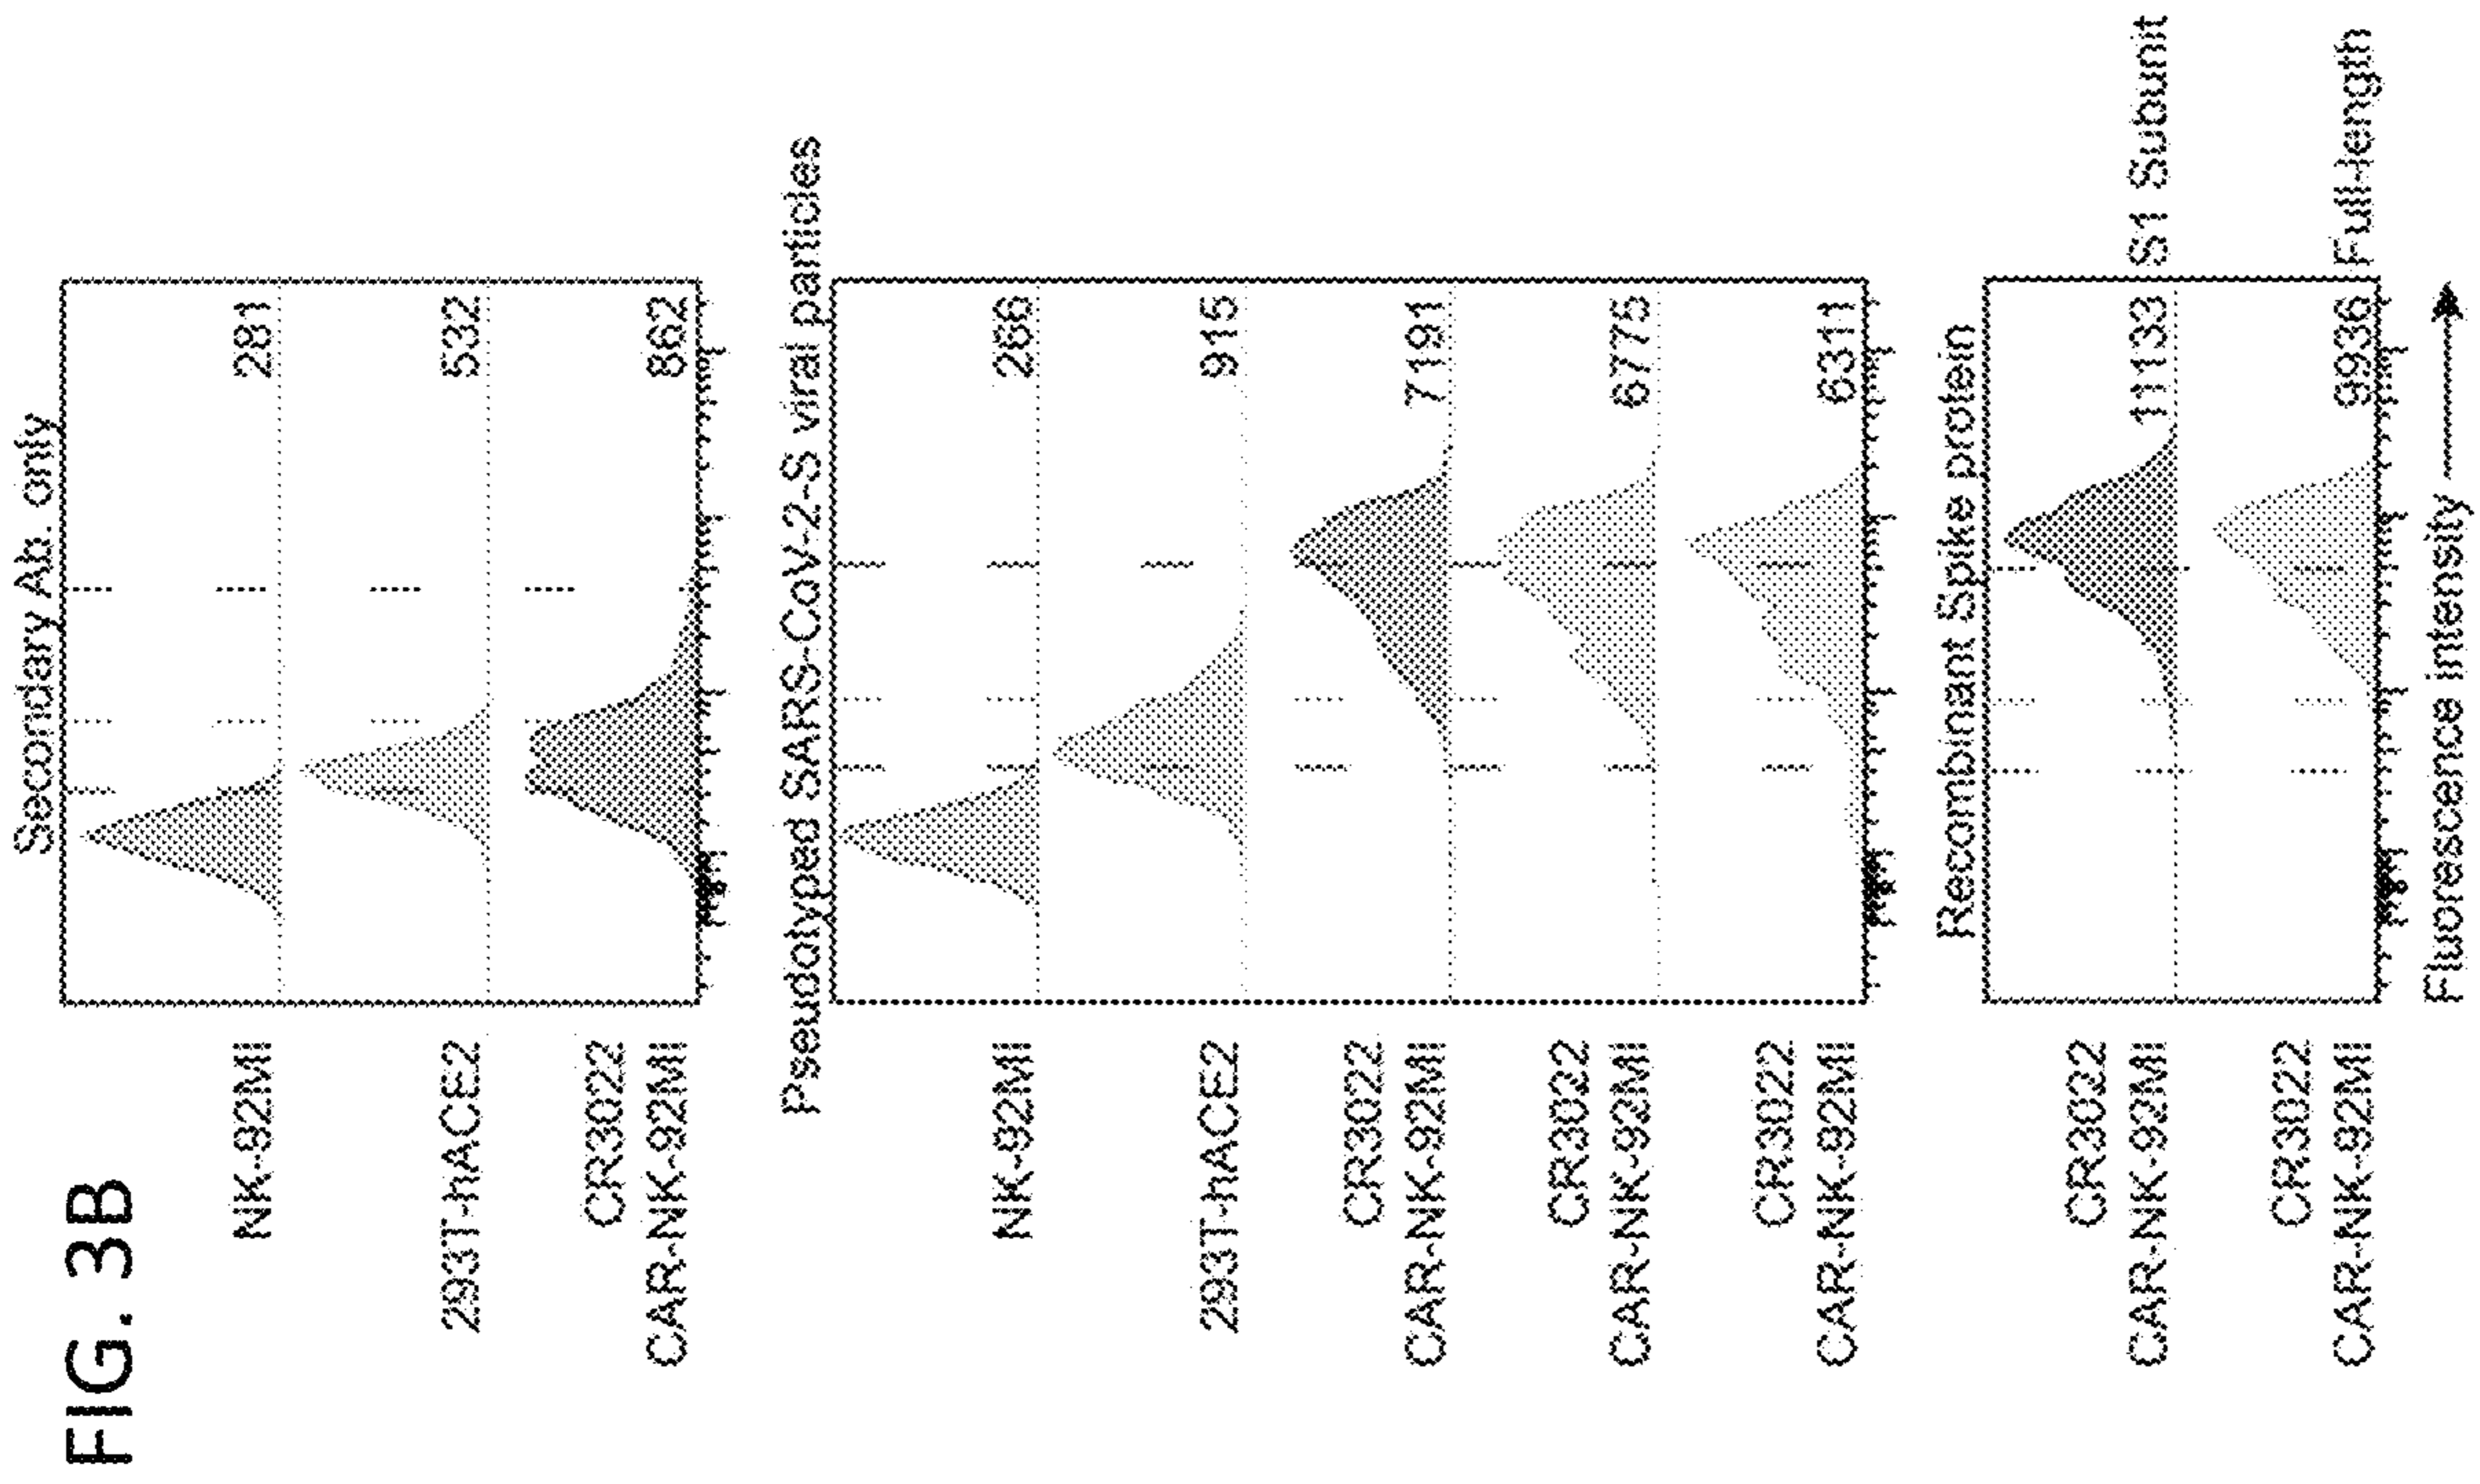 FIG. 3B
Secondary Ab. only
NK-92MI
281
293T-hACE2
532
CR3022
CAR-NK-92MI
862
Pseudotyped SARS-CoV-2-S viral particles
NK-92MI
266
293T-hACE2
915
CR3022
CAR-NK-92MI
7191
CR3022
CAR-NK-92MI
6775
CR3022
CAR-NK-92MI
6311
Recombinant Spike protein
CR3022
CAR-NK-92MI
11133
S1 Subunit
CR3022
CAR-NK-92MI
9936
Full-length
Fluorescence intensity